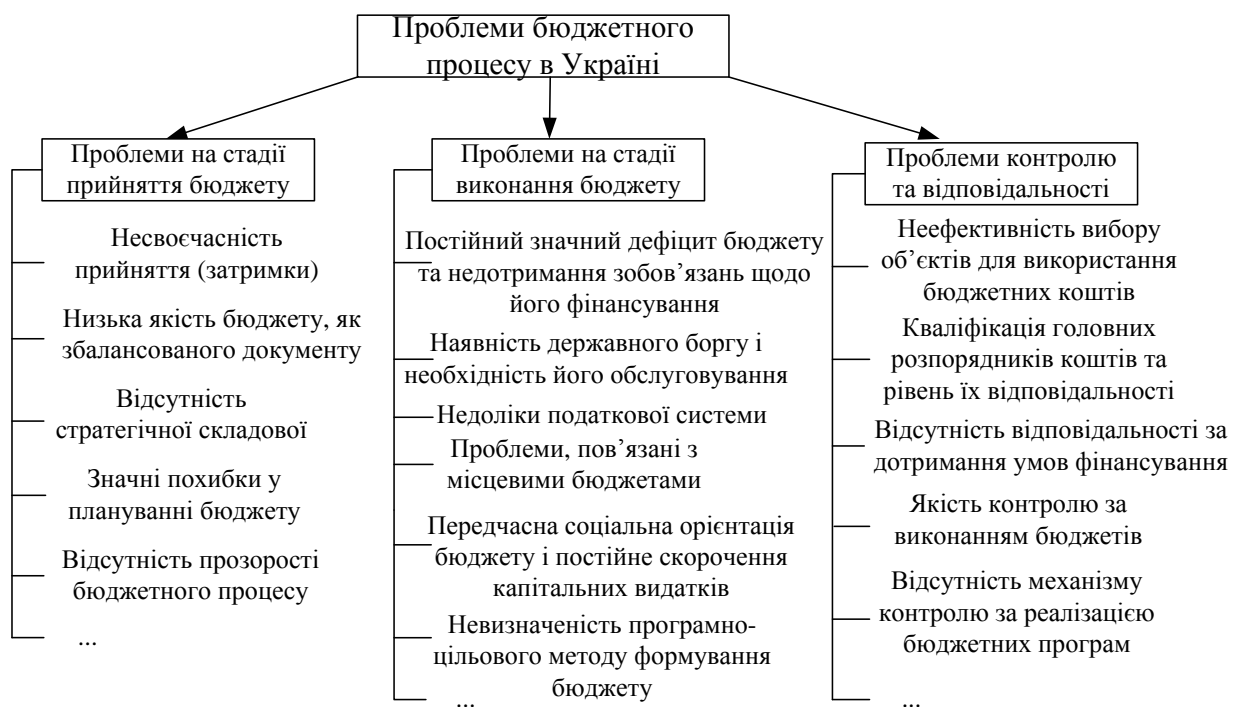 Проблеми бюджетного
процесу в Україні
Проблеми на стадії
прийняття бюджету
Несвоєчасність
прийняття (затримки)
Низька якість бюджету, як
збалансованого документу
Відсутність
стратегічної складової
Значні похибки у
плануванні бюджету
Відсутність прозорості
бюджетного процесу
...
Проблеми на стадії
виконання бюджету
Постійний значний дефіцит бюджету
та недотримання зобов’язань щодо
його фінансування
Наявність державного боргу і
необхідність його обслуговування
Недоліки податкової системи
Проблеми, пов’язані з
місцевими бюджетами
Передчасна соціальна орієнтація
бюджету і постійне скорочення
капітальних видатків
Невизначеність програмно-
цільового методу формування
бюджету
...
Проблеми контролю
та відповідальності
Неефективність вибору
об’єктів для використання
бюджетних коштів
Кваліфікація головних
розпорядників коштів та
рівень їх відповідальності
Відсутність відповідальності за
дотримання умов фінансування
Якість контролю за
виконанням бюджетів
Відсутність механізму
контролю за реалізацією
бюджетних програм
...